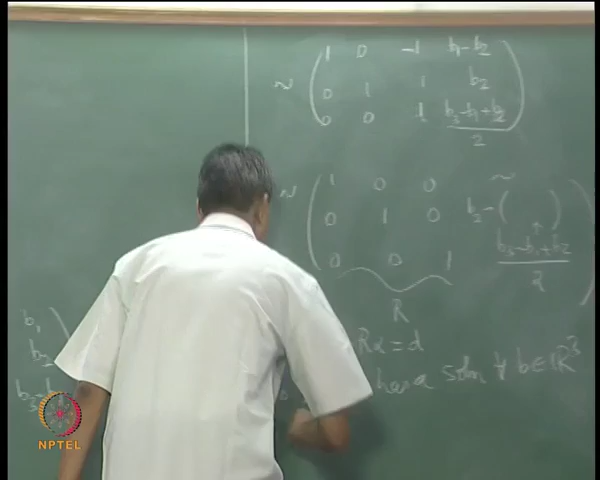 ~ ( 1 0 -1 b₁-b₂
0 1 1 b₂
0 0 1 b₃-b₁+b₂ / 2 )
~ ( 1 0 0 ~
0 1 0 b₂-( )
0 0 1 b₃-b₁+b₂ / 2 )
R
Rx = d
has a soln ∀ b∈ℝ³
b₁
b₂
b₃
NPTEL